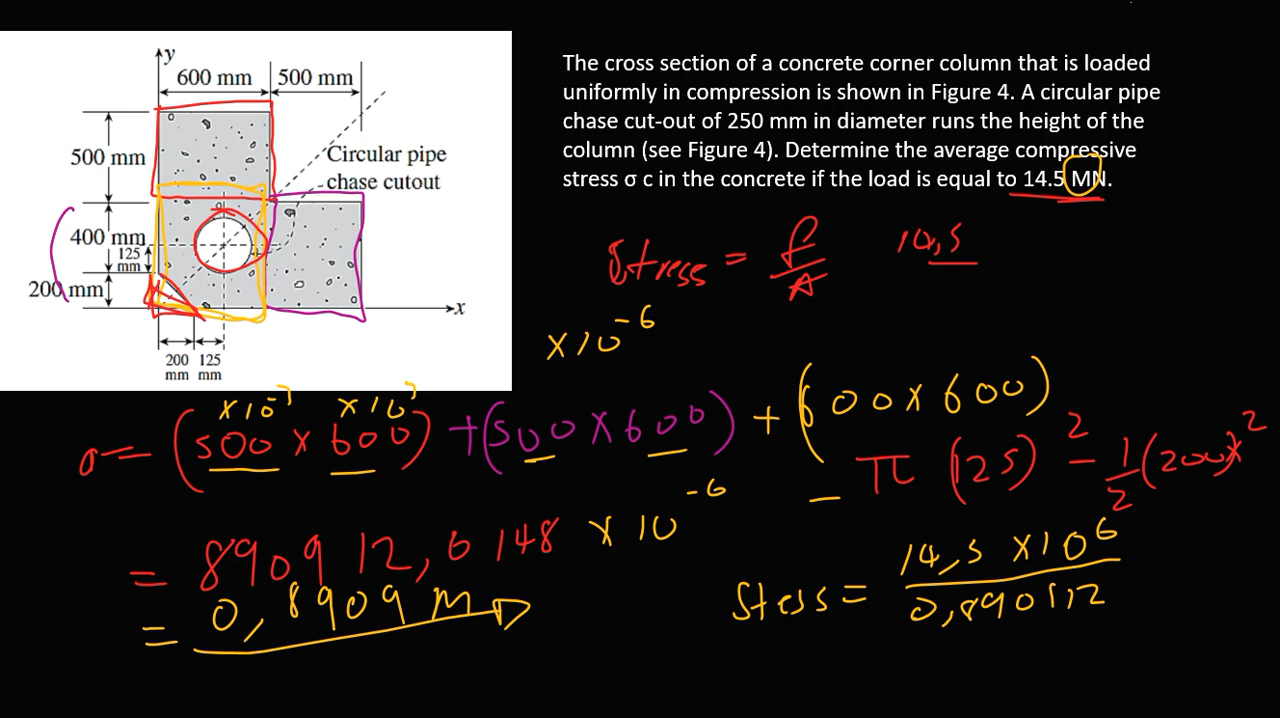 y
600 mm 500 mm
500 mm
Circular pipe
chase cutout
400 mm
125
mm
200 mm
x
200 125
mm mm
The cross section of a concrete corner column that is loaded
uniformly in compression is shown in Figure 4. A circular pipe
chase cut-out of 250 mm in diameter runs the height of the
column (see Figure 4). Determine the average compressive
stress σ c in the concrete if the load is equal to 14.5 MN.
Stress = P/A 14,5
×10⁻⁶
×10⁻³ ×10³
a = (500 × 600) + (500 × 600) + (600 × 600)
- π (125)² - 1/2 (200)²
= 890912,6148 × 10⁻⁶
= 0,8909 m
Stess = 14,5 ×10⁶ / 0,890912